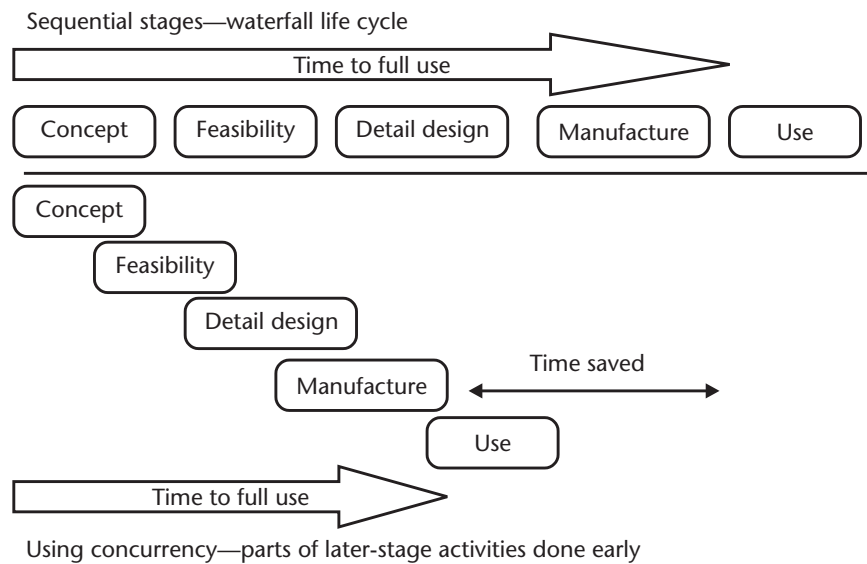 Sequential stages—waterfall life cycle
Time to full use
Concept
Feasibility
Detail design
Manufacture
Use
Concept
Feasibility
Detail design
Manufacture
Time saved
Use
Time to full use
Using concurrency—parts of later-stage activities done early